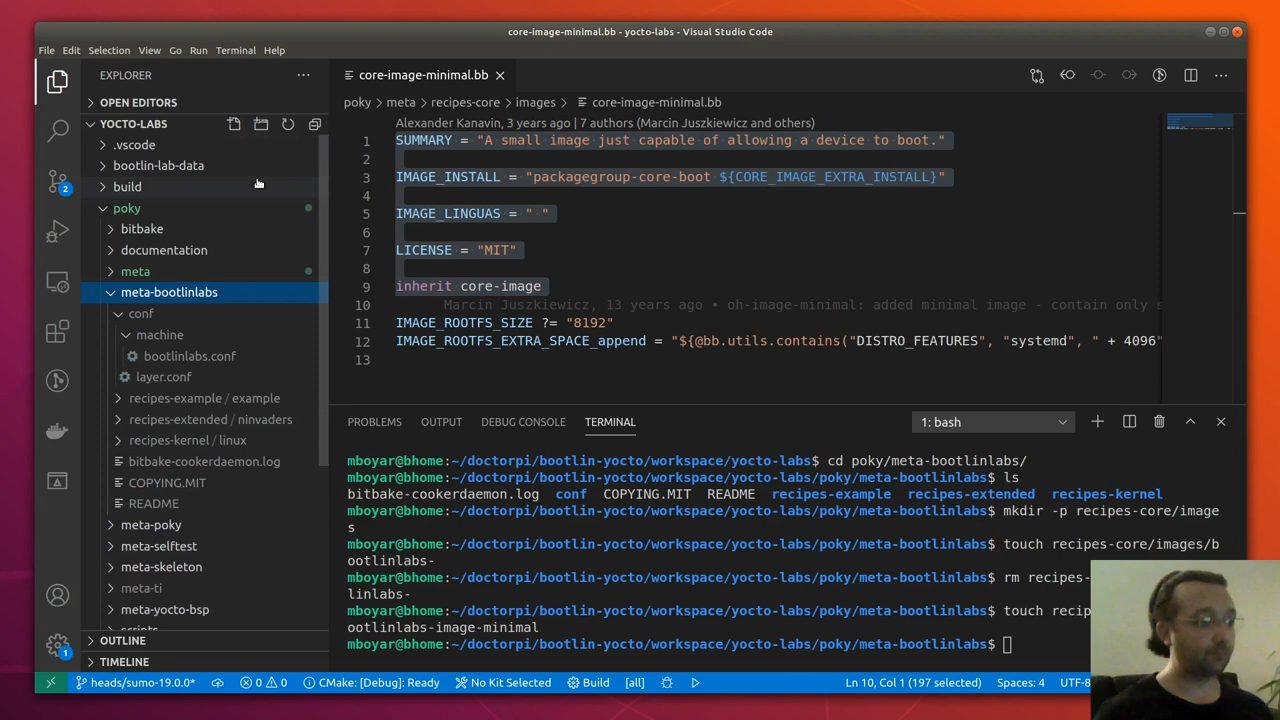 core-image-minimal.bb - yocto-labs - Visual Studio Code
File Edit Selection View Go Run Terminal Help
EXPLORER
OPEN EDITORS
YOCTO-LABS
.vscode
bootlin-lab-data
build
poky
bitbake
documentation
meta
meta-bootlinlabs
conf
machine
bootlinlabs.conf
layer.conf
recipes-example / example
recipes-extended / ninvaders
recipes-kernel / linux
bitbake-cookerdaemon.log
COPYING.MIT
README
meta-poky
meta-selftest
meta-skeleton
meta-ti
meta-yocto-bsp
scripts
OUTLINE
TIMELINE
2
1
core-image-minimal.bb
poky > meta > recipes-core > images > core-image-minimal.bb
Alexander Kanavin, 3 years ago | 7 authors (Marcin Juszkiewicz and others)
1 SUMMARY = "A small image just capable of allowing a device to boot."
2
3 IMAGE_INSTALL = "packagegroup-core-boot ${CORE_IMAGE_EXTRA_INSTALL}"
4
5 IMAGE_LINGUAS = " "
6
7 LICENSE = "MIT"
8
9 inherit core-image
10 Marcin Juszkiewicz, 13 years ago • oh-image-minimal: added minimal image - contain only s
11 IMAGE_ROOTFS_SIZE ?= "8192"
12 IMAGE_ROOTFS_EXTRA_SPACE_append = "${@bb.utils.contains("DISTRO_FEATURES", "systemd", " + 4096"
13
PROBLEMS OUTPUT DEBUG CONSOLE TERMINAL 1: bash
mboyar@bhome:~/doctorpi/bootlin-yocto/workspace/yocto-labs$ cd poky/meta-bootlinlabs/
mboyar@bhome:~/doctorpi/bootlin-yocto/workspace/yocto-labs/poky/meta-bootlinlabs$ ls
bitbake-cookerdaemon.log conf COPYING.MIT README recipes-example recipes-extended recipes-kernel
mboyar@bhome:~/doctorpi/bootlin-yocto/workspace/yocto-labs/poky/meta-bootlinlabs$ mkdir -p recipes-core/image
s
mboyar@bhome:~/doctorpi/bootlin-yocto/workspace/yocto-labs/poky/meta-bootlinlabs$ touch recipes-core/images/b
ootlinlabs-
mboyar@bhome:~/doctorpi/bootlin-yocto/workspace/yocto-labs/poky/meta-bootlinlabs$ rm recipes-
linlabs-
mboyar@bhome:~/doctorpi/bootlin-yocto/workspace/yocto-labs/poky/meta-bootlinlabs$ touch recip
ootlinlabs-image-minimal
mboyar@bhome:~/doctorpi/bootlin-yocto/workspace/yocto-labs/poky/meta-bootlinlabs$
heads/sumo-19.0.0* 0 0 CMake: [Debug]: Ready No Kit Selected Build [all] Ln 10, Col 1 (197 selected) Spaces: 4 UTF-8